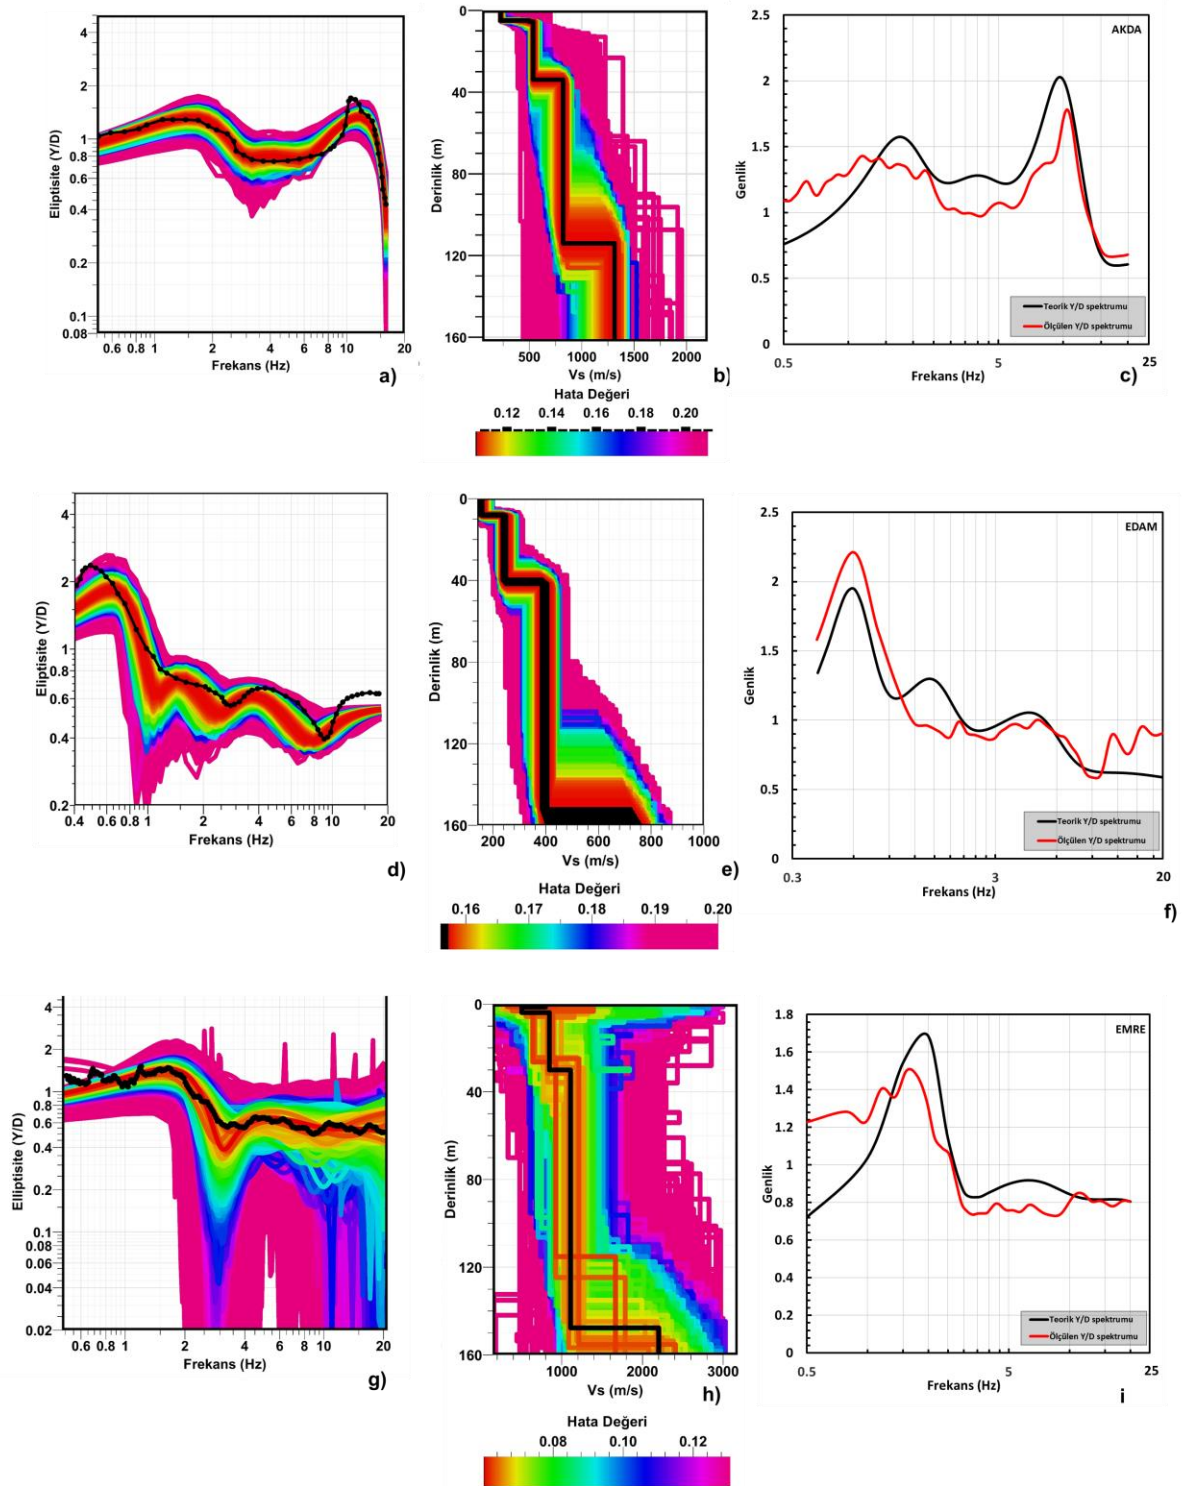 4
2
1
0.8
0.6
0.4
0.2
0.1
0.08
Eliptisite (Y/D)
0.6 0.8 1 2 4 6 8 10 20
Frekans (Hz)
a)
0
40
80
120
160
Derinlik (m)
500 1000 1500 2000
Vs (m/s)
b)
Hata Değeri
0.12 0.14 0.16 0.18 0.20
2.5
2
1.5
1
0.5
0
Genlik
AKDA
Teorik Y/D spektrumu
Ölçülen Y/D spektrumu
0.5 5 25
Frekans (Hz)
c)
4
2
1
0.8
0.6
0.4
0.2
Eliptisite (Y/D)
0.4 0.6 0.8 1 2 4 6 8 10 20
Frekans (Hz)
d)
0
40
80
120
160
Derinlik (m)
200 400 600 800 1000
Vs (m/s)
e)
Hata Değeri
0.16 0.17 0.18 0.19 0.20
2.5
2
1.5
1
0.5
0
Genlik
EDAM
Teorik Y/D spektrumu
Ölçülen Y/D spektrumu
0.3 3 20
Frekans (Hz)
f)
4
2
1
0.8
0.6
0.4
0.2
0.1
0.08
0.06
0.04
0.02
Elliptisite (Y/D)
0.6 0.8 1 2 4 6 8 10 20
Frekans (Hz)
g)
0
40
80
120
160
Derinlik (m)
1000 2000 3000
Vs (m/s)
h)
Hata Değeri
0.08 0.10 0.12
1.8
1.6
1.4
1.2
1
0.8
0.6
0.4
0.2
0
Genlik
EMRE
Teorik Y/D spektrumu
Ölçülen Y/D spektrumu
0.5 5 25
Frekans (Hz)
i